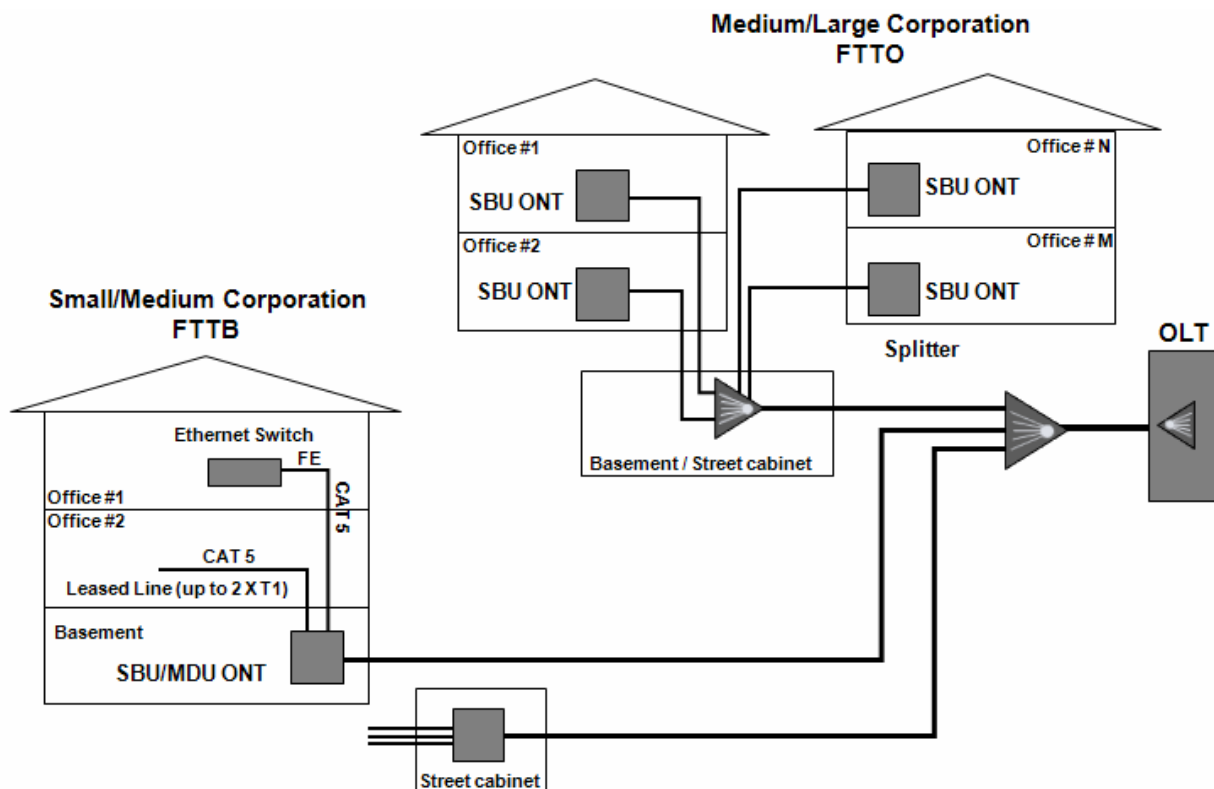 Medium/Large Corporation
FTTO
Office #1
SBU ONT
Office #2
SBU ONT
Office # N
SBU ONT
Office # M
SBU ONT
Splitter
OLT
Basement / Street cabinet
Small/Medium Corporation
FTTB
Ethernet Switch
FE
CAT 5
Office #1
Office #2
CAT 5
Leased Line (up to 2 X T1)
Basement
SBU/MDU ONT
Street cabinet